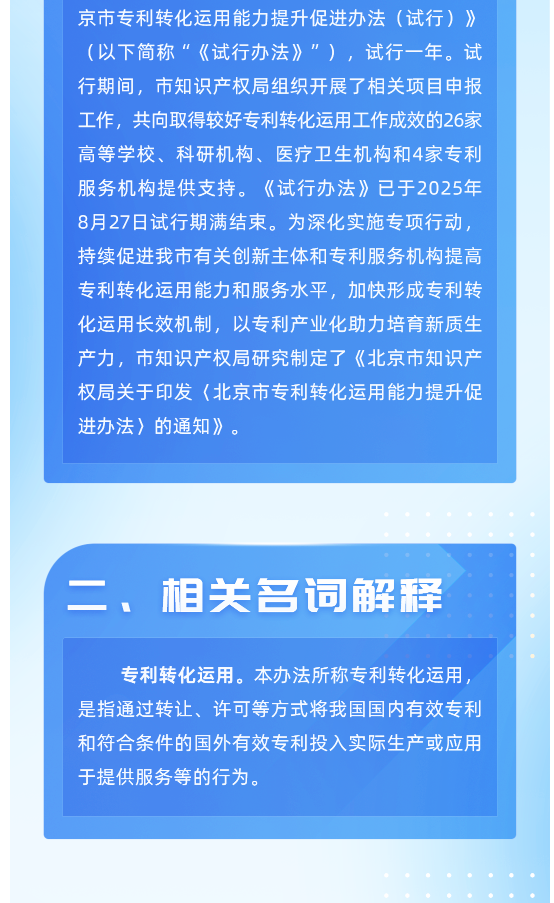 京市专利转化运用能力提升促进办法（试行）》
（以下简称“《试行办法》”），试行一年。试
行期间，市知识产权局组织开展了相关项目申报
工作，共向取得较好专利转化运用工作成效的26家
高等学校、科研机构、医疗卫生机构和4家专利
服务机构提供支持。《试行办法》已于2025年
8月27日试行期满结束。为深化实施专项行动，
持续促进我市有关创新主体和专利服务机构提高
专利转化运用能力和服务水平，加快形成专利转
化运用长效机制，以专利产业化助力培育新质生
产力，市知识产权局研究制定了《北京市知识产
权局关于印发〈北京市专利转化运用能力提升促
进办法〉的通知》。
二、相关名词解释
专利转化运用。本办法所称专利转化运用，
是指通过转让、许可等方式将我国国内有效专利
和符合条件的国外有效专利投入实际生产或应用
于提供服务等的行为。